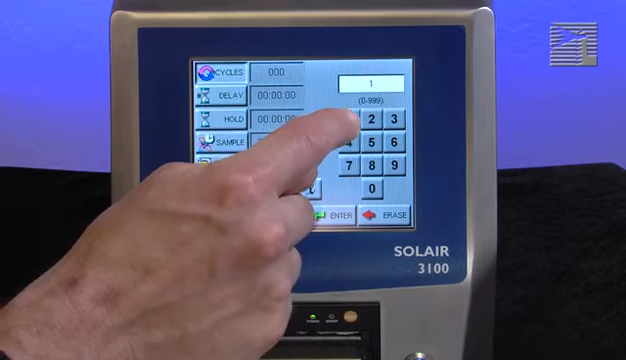 CYCLES 000
1
DELAY 00:00.00
(0-999)
HOLD 00:00:00
2 3
SAMPLE
4 5 6
7 8 9
0
ENTER ERASE
SOLAIR
3100